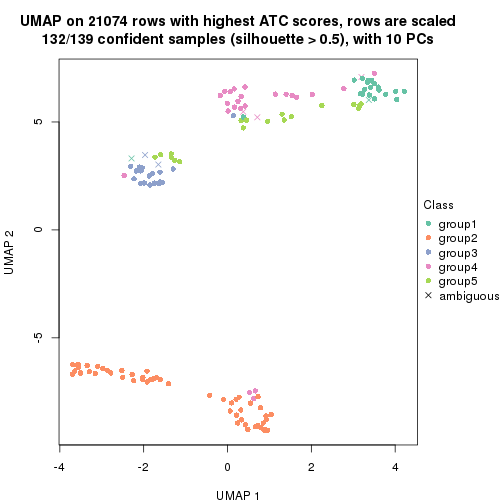 UMAP on 21074 rows with highest ATC scores, rows are scaled
132/139 confident samples (silhouette > 0.5), with 10 PCs
5
0
-5
UMAP 2
-4
-2
0
2
4
UMAP 1
Class
group1
group2
group3
group4
group5
ambiguous